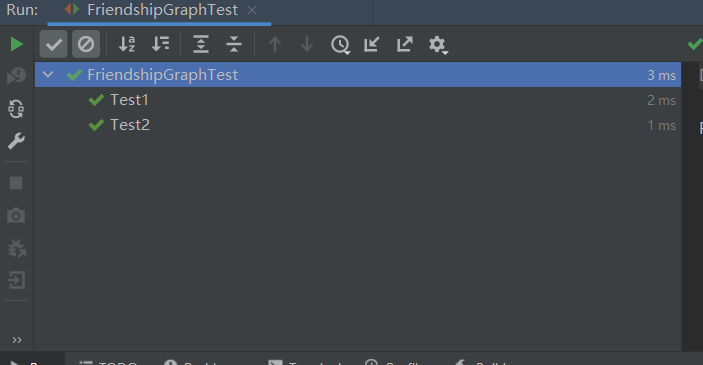 Run: FriendshipGraphTest
FriendshipGraphTest 3 ms
Test1 2 ms
Test2 1 ms